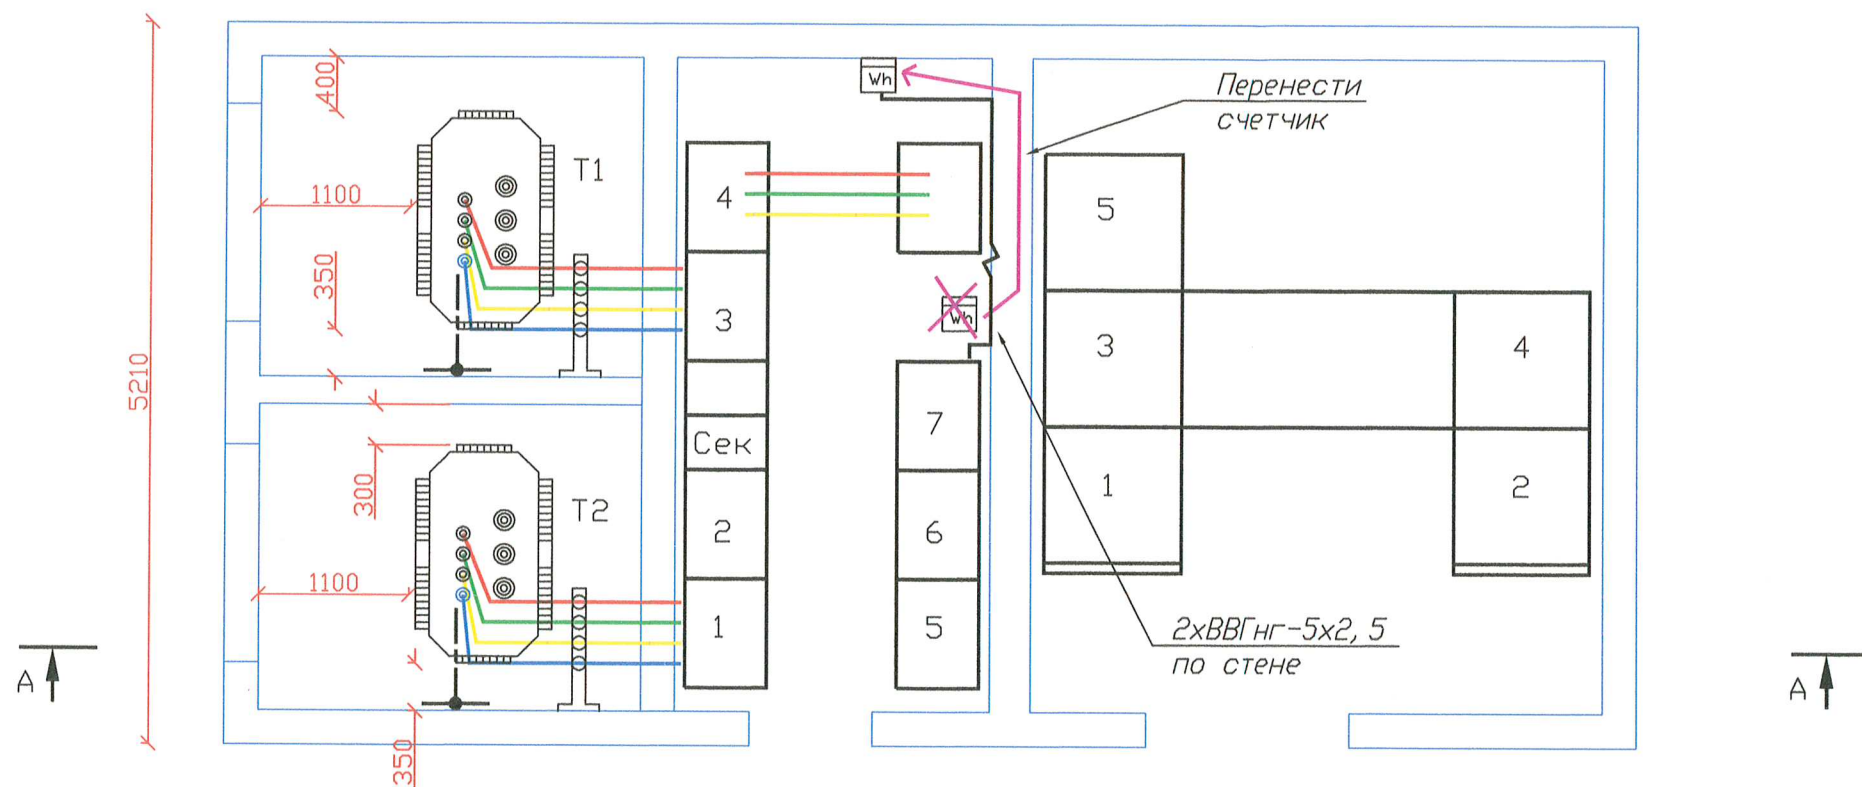 Wh
Перенести
счетчик
400
T1
1100
4
5
350
3
Wh
3
4
5210
7
Сек
1
2
300
T2
2
6
1100
1
5
2хВВГнг-5х2,5
по стене
А
А
350